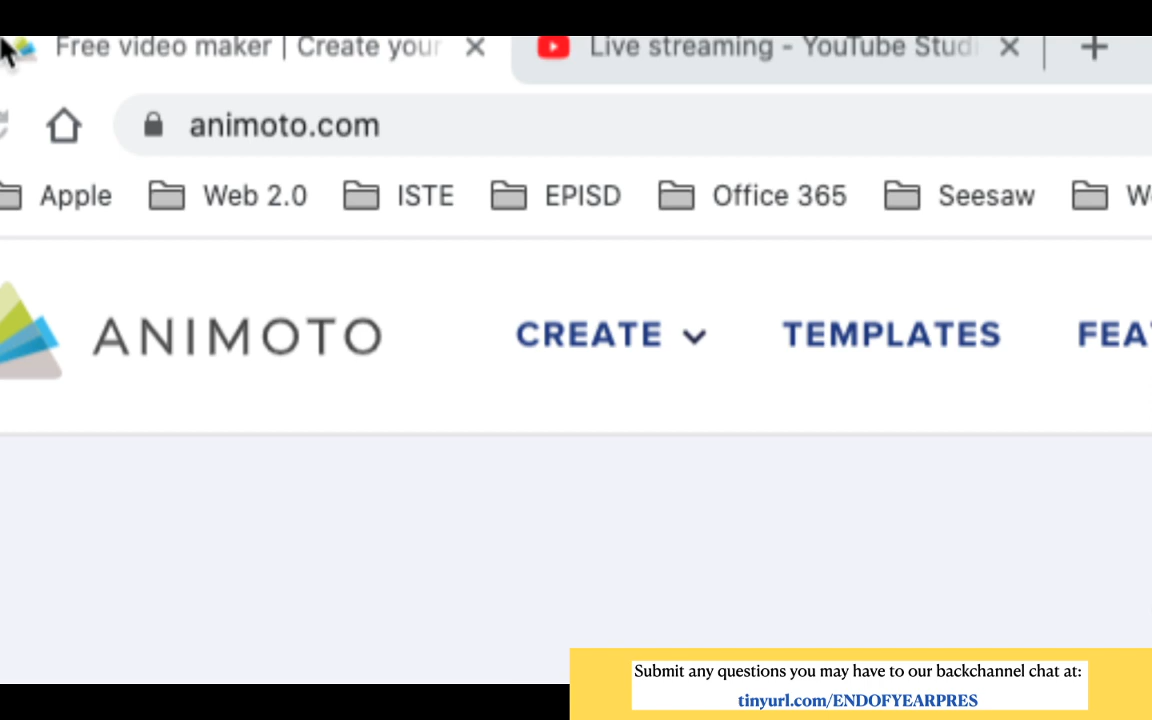 Free video maker | Create your
Live streaming - YouTube Stud
animoto.com
Apple Web 2.0 ISTE EPISD Office 365 Seesaw
ANIMOTO CREATE TEMPLATES FEA
Submit any questions you may have to our backchannel chat at:
tinyurl.com/ENDOFYEARPRES